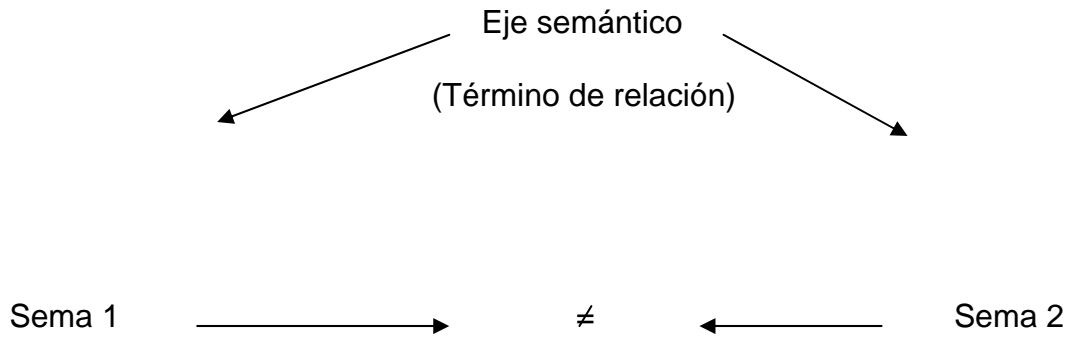 Eje semántico
(Término de relación)
Sema 1 ≠ Sema 2